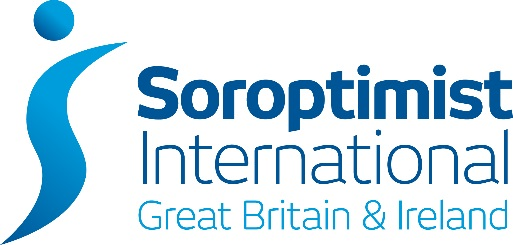 Soroptimist
International
Great Britain & Ireland